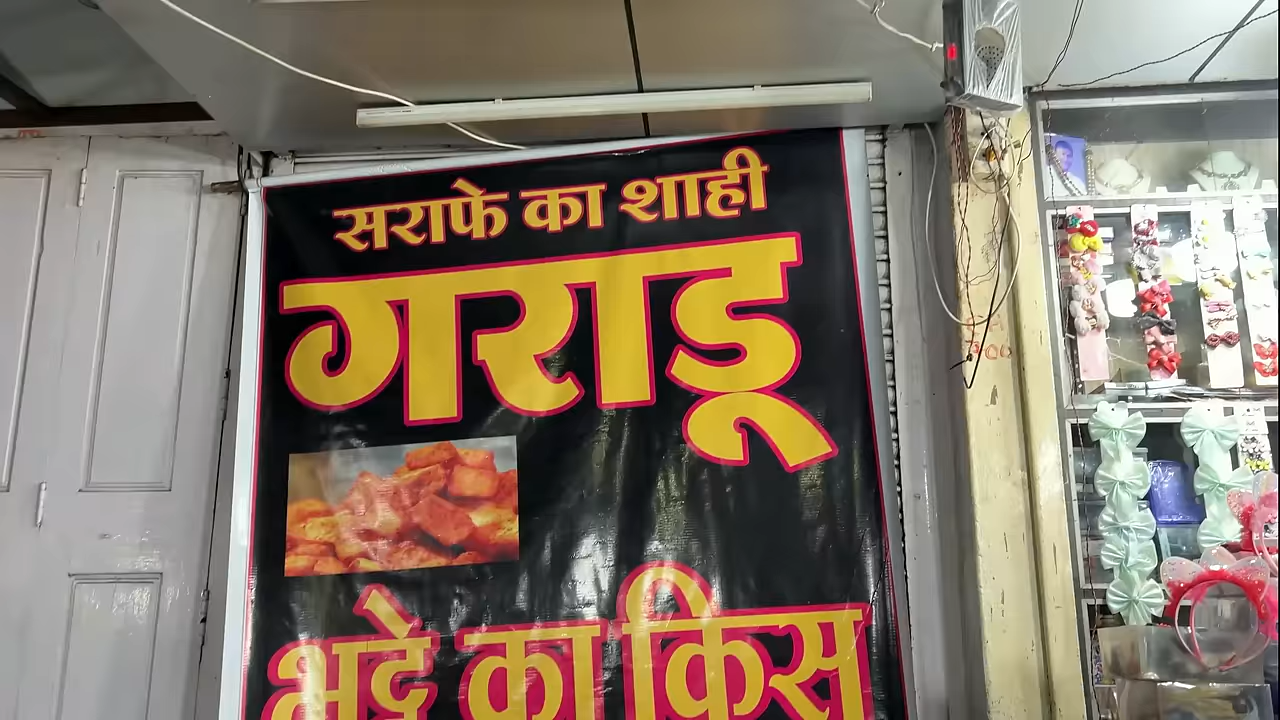 सराफे का शाही
गराडू
भुट्टे का किस